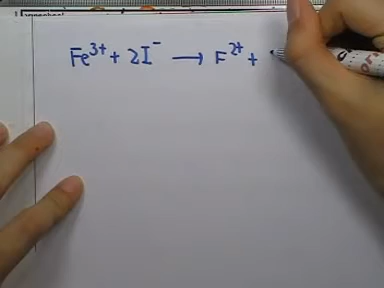 Fe³⁺ + 2I⁻ → F²⁺ +